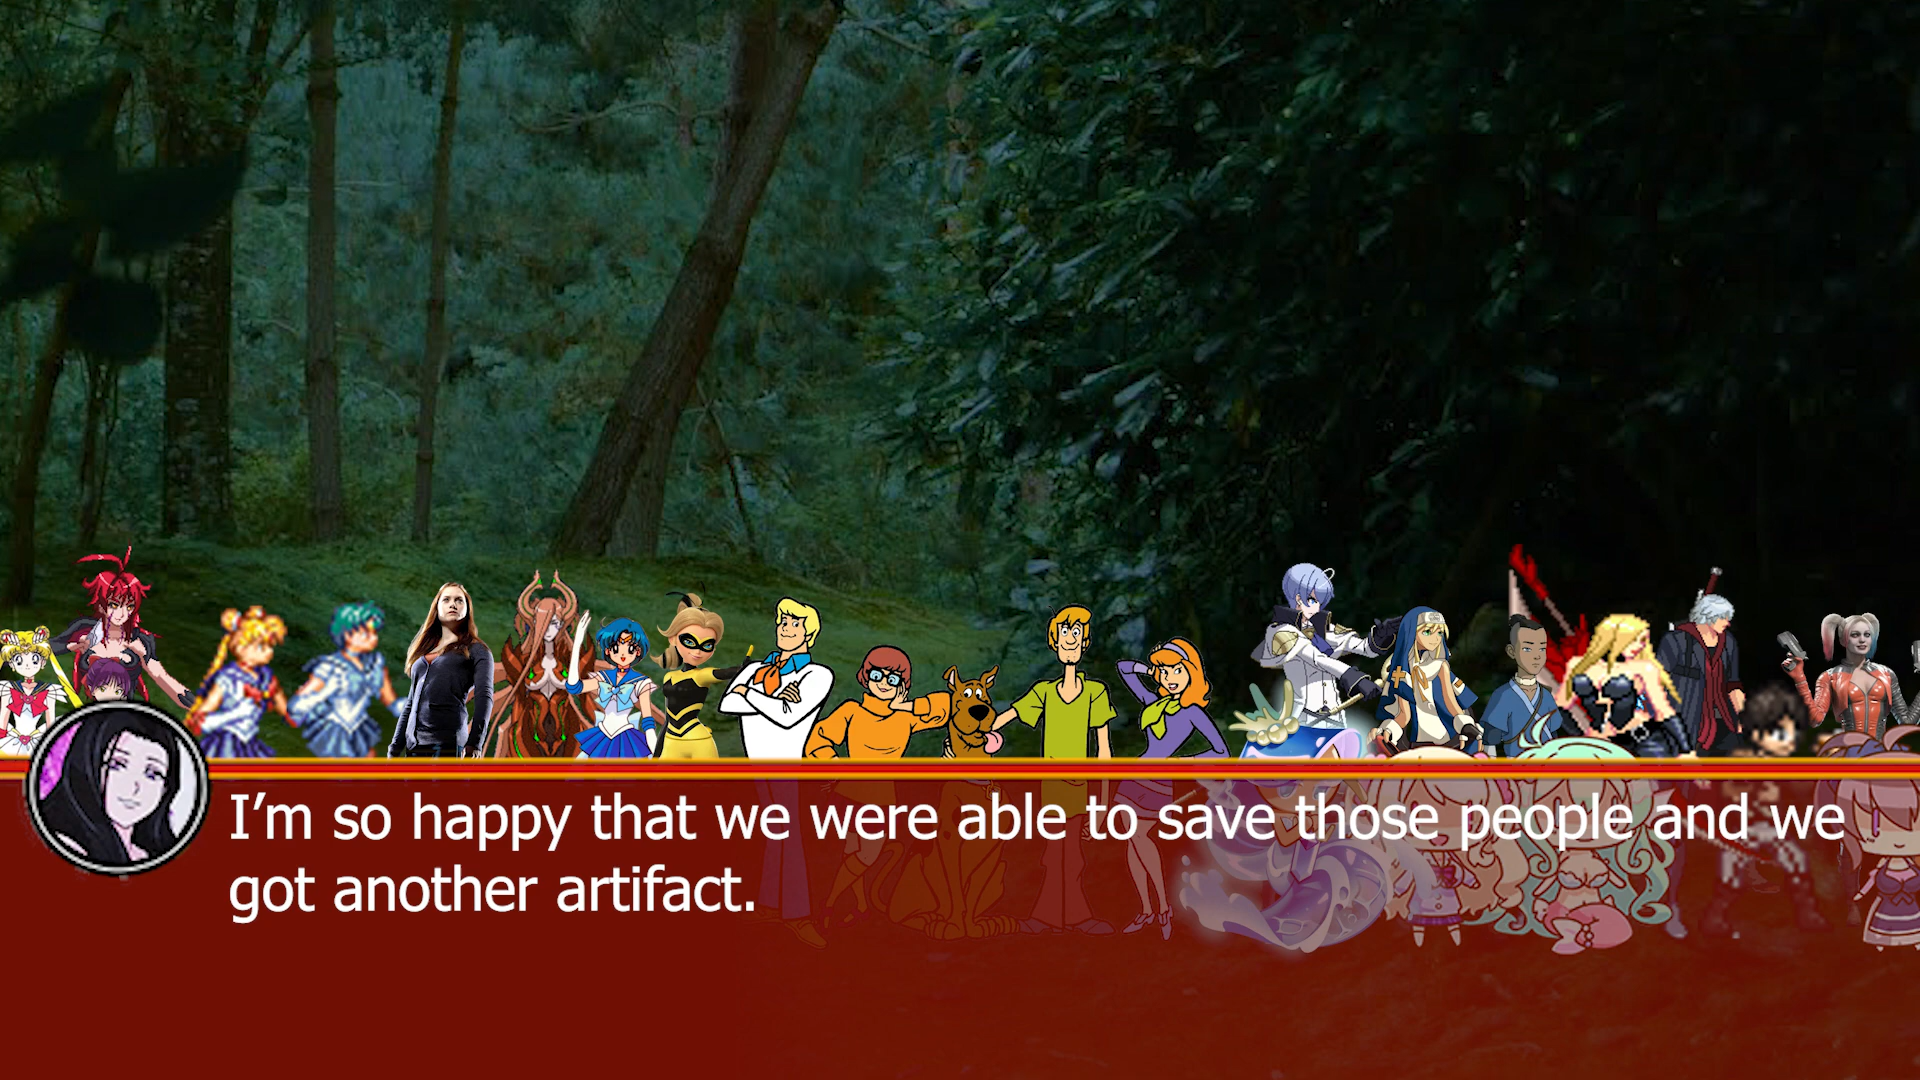 I’m so happy that we were able to save those people and we
got another artifact.